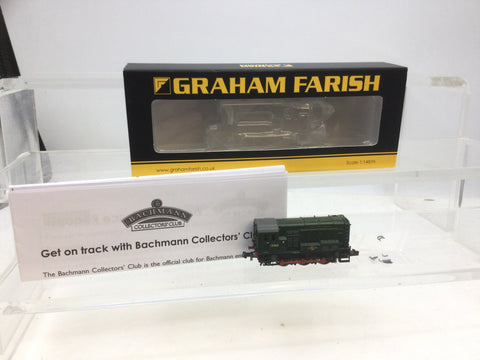 GRAHAM FARISH
www.grahamfarish.co.uk
Scale 1:148/N
BACHMANN
COLLECTORS' CLUB
Get on track with Bachmann Collectors' Cl
The Bachmann Collectors' Club is the official club for Bachmann